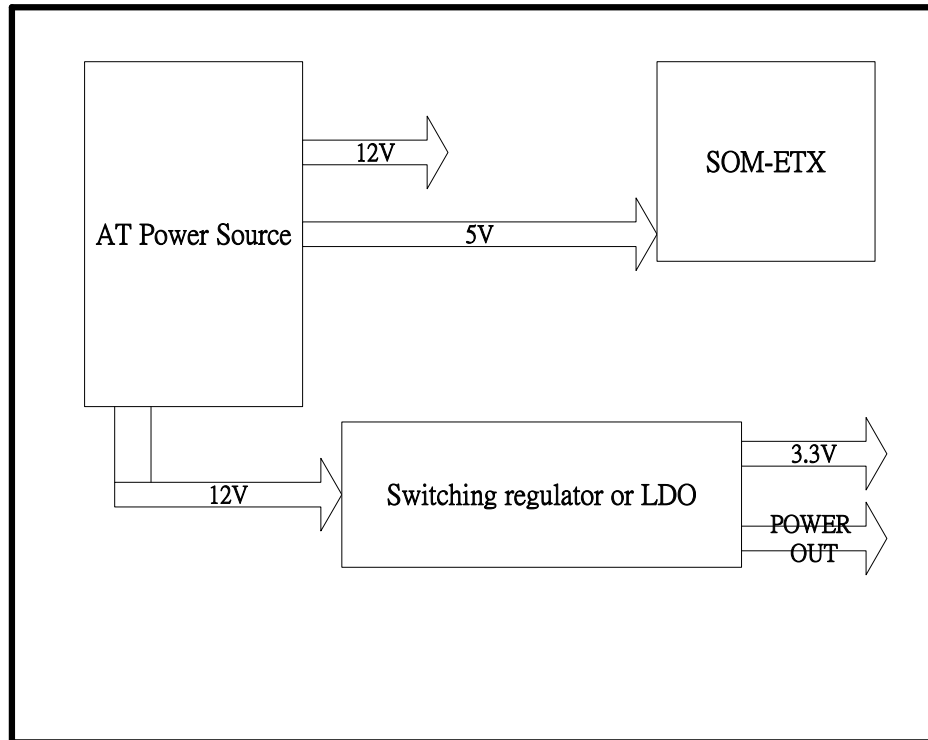 12V
SOM-ETX
AT Power Source
5V
3.3V
12V
Switching regulator or LDO
POWER
OUT